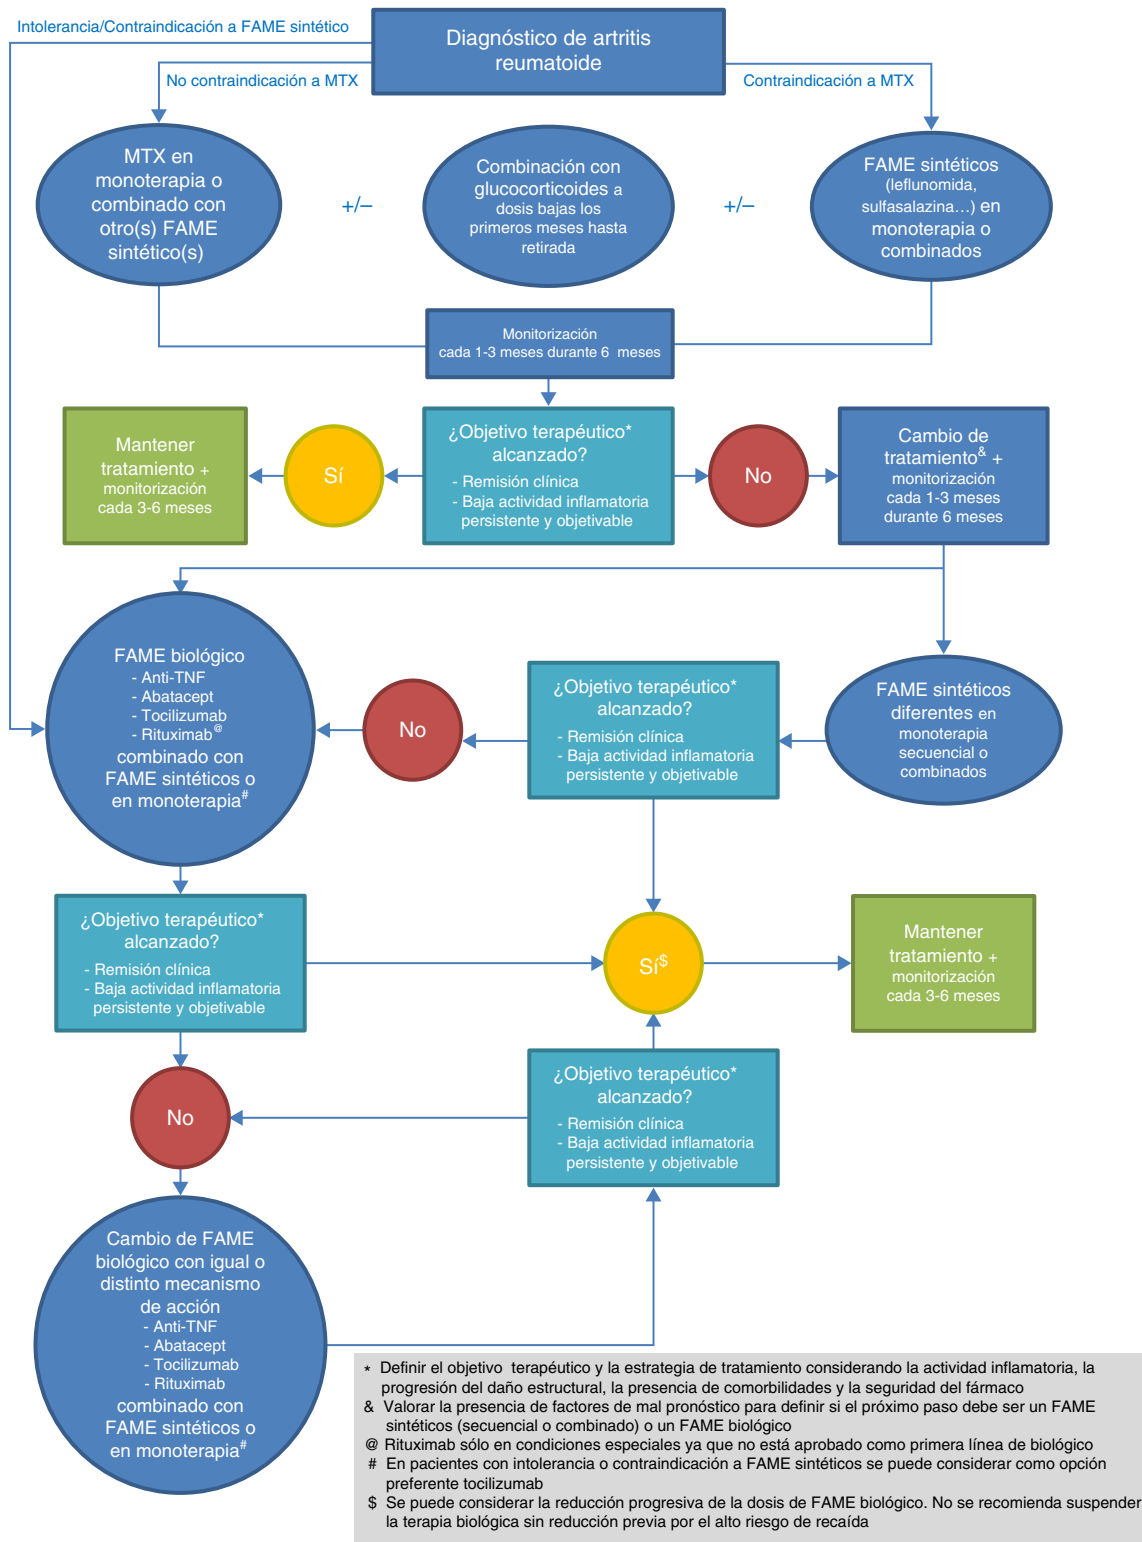 Intolerancia/Contraindicación a FAME sintético
Diagnóstico de artritis
reumatoide
No contraindicación a MTX
Contraindicación a MTX
MTX en
monoterapia o
combinado con
otro(s) FAME
sintético(s)
+/–
Combinación con
glucocorticoides a
dosis bajas los
primeros meses hasta
retirada
+/–
FAME sintéticos
(leflunomida,
sulfasalazina…) en
monoterapia o
combinados
Monitorización
cada 1-3 meses durante 6 meses
Mantener
tratamiento +
monitorización
cada 3-6 meses
Sí
¿Objetivo terapéutico*
alcanzado?
- Remisión clínica
- Baja actividad inflamatoria
persistente y objetivable
No
Cambio de
tratamiento& +
monitorización
cada 1-3 meses
durante 6 meses
FAME biológico
- Anti-TNF
- Abatacept
- Tocilizumab
- Rituximab@
combinado con
FAME sintéticos o
en monoterapia#
No
¿Objetivo terapéutico*
alcanzado?
- Remisión clínica
- Baja actividad inflamatoria
persistente y objetivable
FAME sintéticos
diferentes en
monoterapia
secuencial o
combinados
¿Objetivo terapéutico*
alcanzado?
- Remisión clínica
- Baja actividad inflamatoria
persistente y objetivable
Sí$
Mantener
tratamiento +
monitorización
cada 3-6 meses
No
¿Objetivo terapéutico*
alcanzado?
- Remisión clínica
- Baja actividad inflamatoria
persistente y objetivable
Cambio de FAME
biológico con igual o
distinto mecanismo
de acción
- Anti-TNF
- Abatacept
- Tocilizumab
- Rituximab
combinado con
FAME sintéticos o
en monoterapia#
* Definir el objetivo terapéutico y la estrategia de tratamiento considerando la actividad inflamatoria, la
progresión del daño estructural, la presencia de comorbilidades y la seguridad del fármaco
& Valorar la presencia de factores de mal pronóstico para definir si el próximo paso debe ser un FAME
sintéticos (secuencial o combinado) o un FAME biológico
@ Rituximab sólo en condiciones especiales ya que no está aprobado como primera línea de biológico
# En pacientes con intolerancia o contraindicación a FAME sintéticos se puede considerar como opción
preferente tocilizumab
$ Se puede considerar la reducción progresiva de la dosis de FAME biológico. No se recomienda suspender
la terapia biológica sin reducción previa por el alto riesgo de recaída